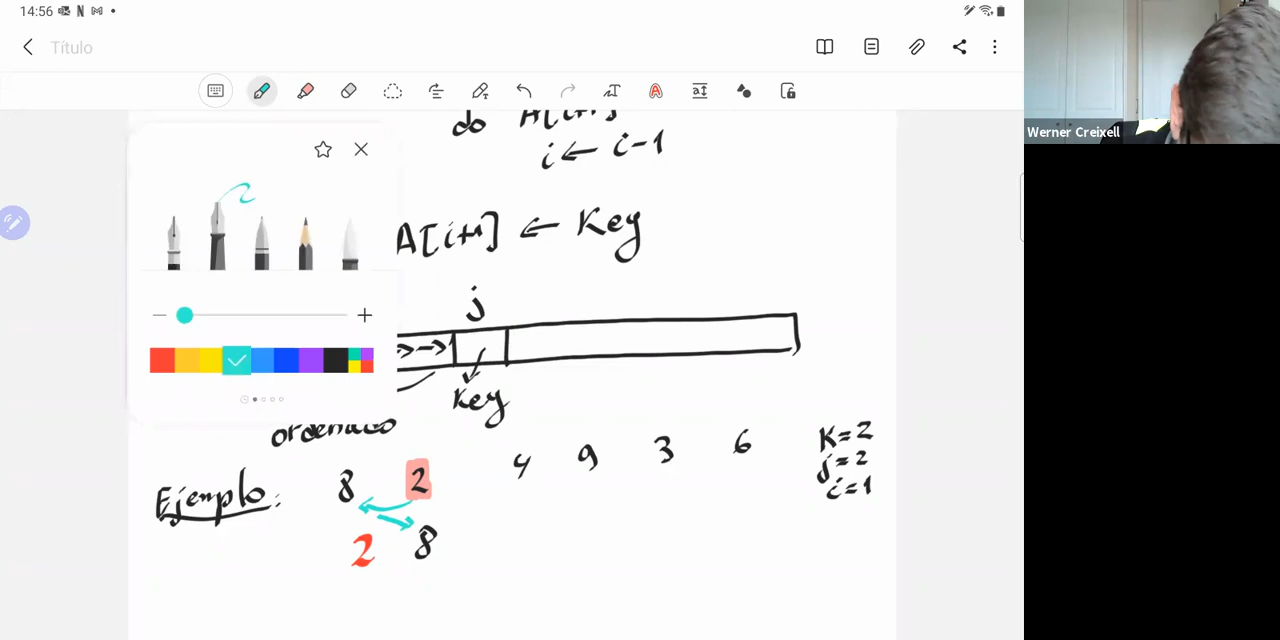 14:56
Título
Werner Creixell
do A[i+1]
i ← i-1
A[i+1] ← Key
j
Key
ordenado
Ejemplo: 8 2 4 9 3 6
K=2
j=2
i=1
2 8